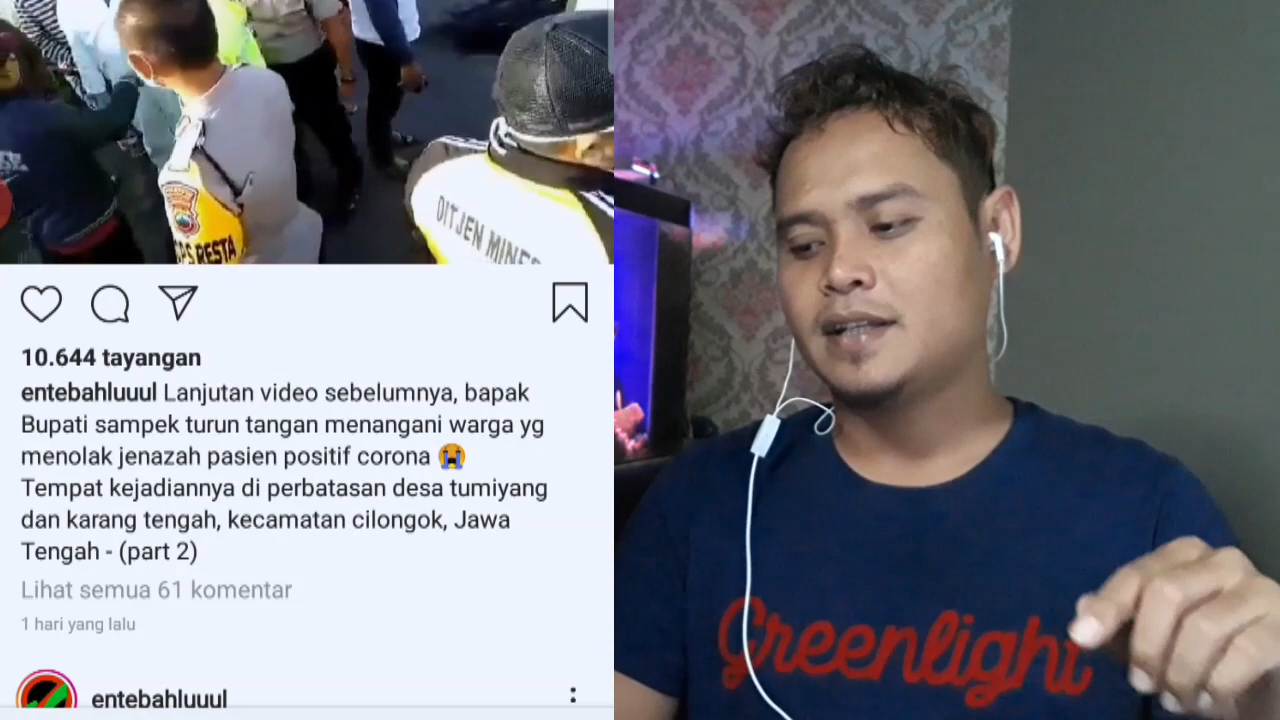 DITJEN
RESTA
10.644 tayangan
entebahluuul Lanjutan video sebelumnya, bapak
Bupati sampek turun tangan menangani warga yg
menolak jenazah pasien positif corona 😭
Tempat kejadiannya di perbatasan desa tumiyang
dan karang tengah, kecamatan cilongok, Jawa
Tengah - (part 2)
Lihat semua 61 komentar
1 hari yang lalu
entebahluuul
Greenlight